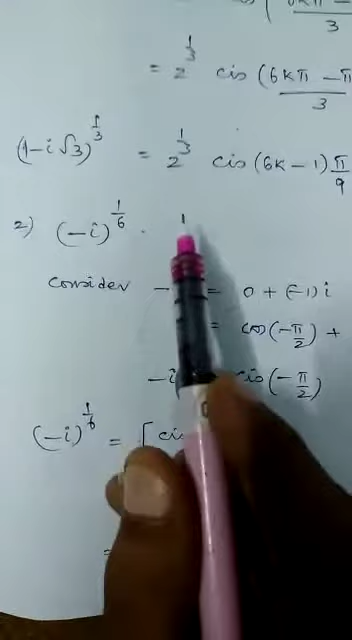 3
= 2^{1/3} cis (6kπ − π
3
(1 − i√3)^{1/3} = 2^{1/3} cis (6k − 1) π/9
2) (−i)^{1/6} .
Consider − = 0 + (−1) i
= cos(−π/2) +
−i cis(−π/2)
(−i)^{1/6} = [ cis
=